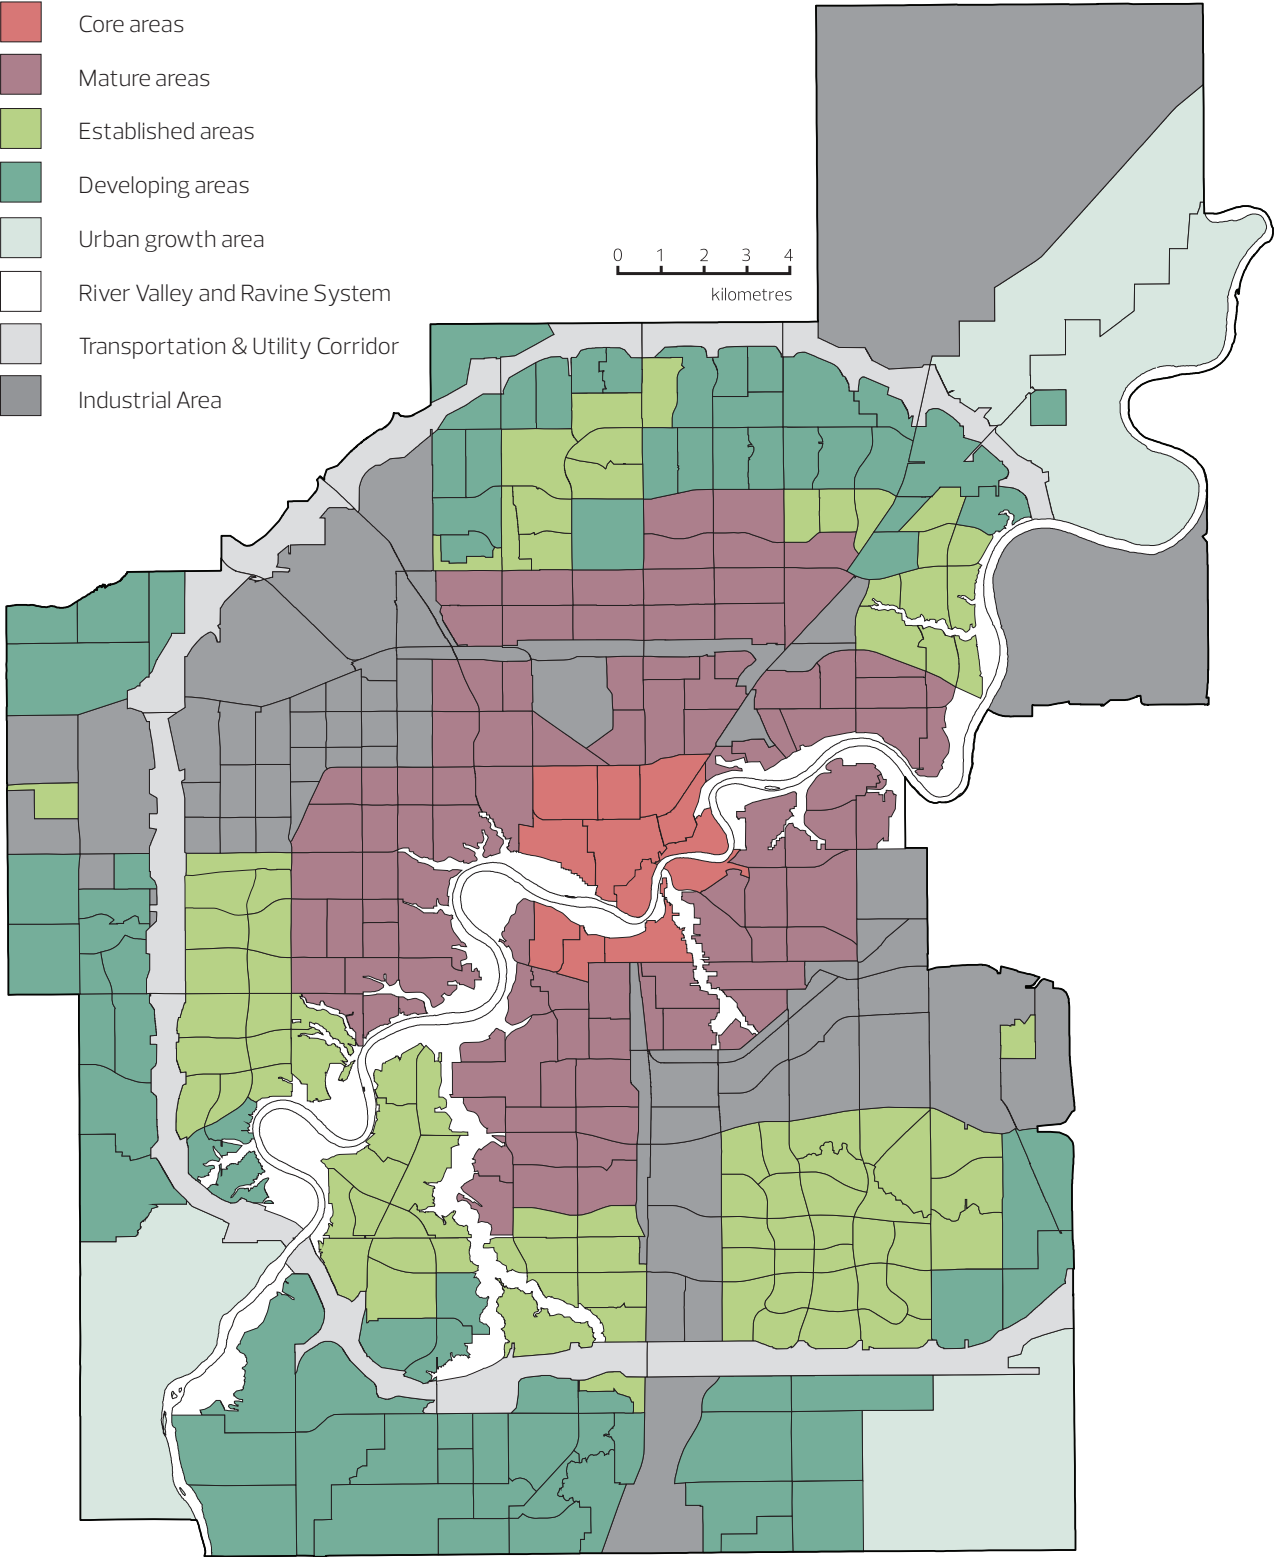 Core areas
Mature areas
Established areas
Developing areas
Urban growth area
River Valley and Ravine System
Transportation & Utility Corridor
Industrial Area
0 1 2 3 4
kilometres